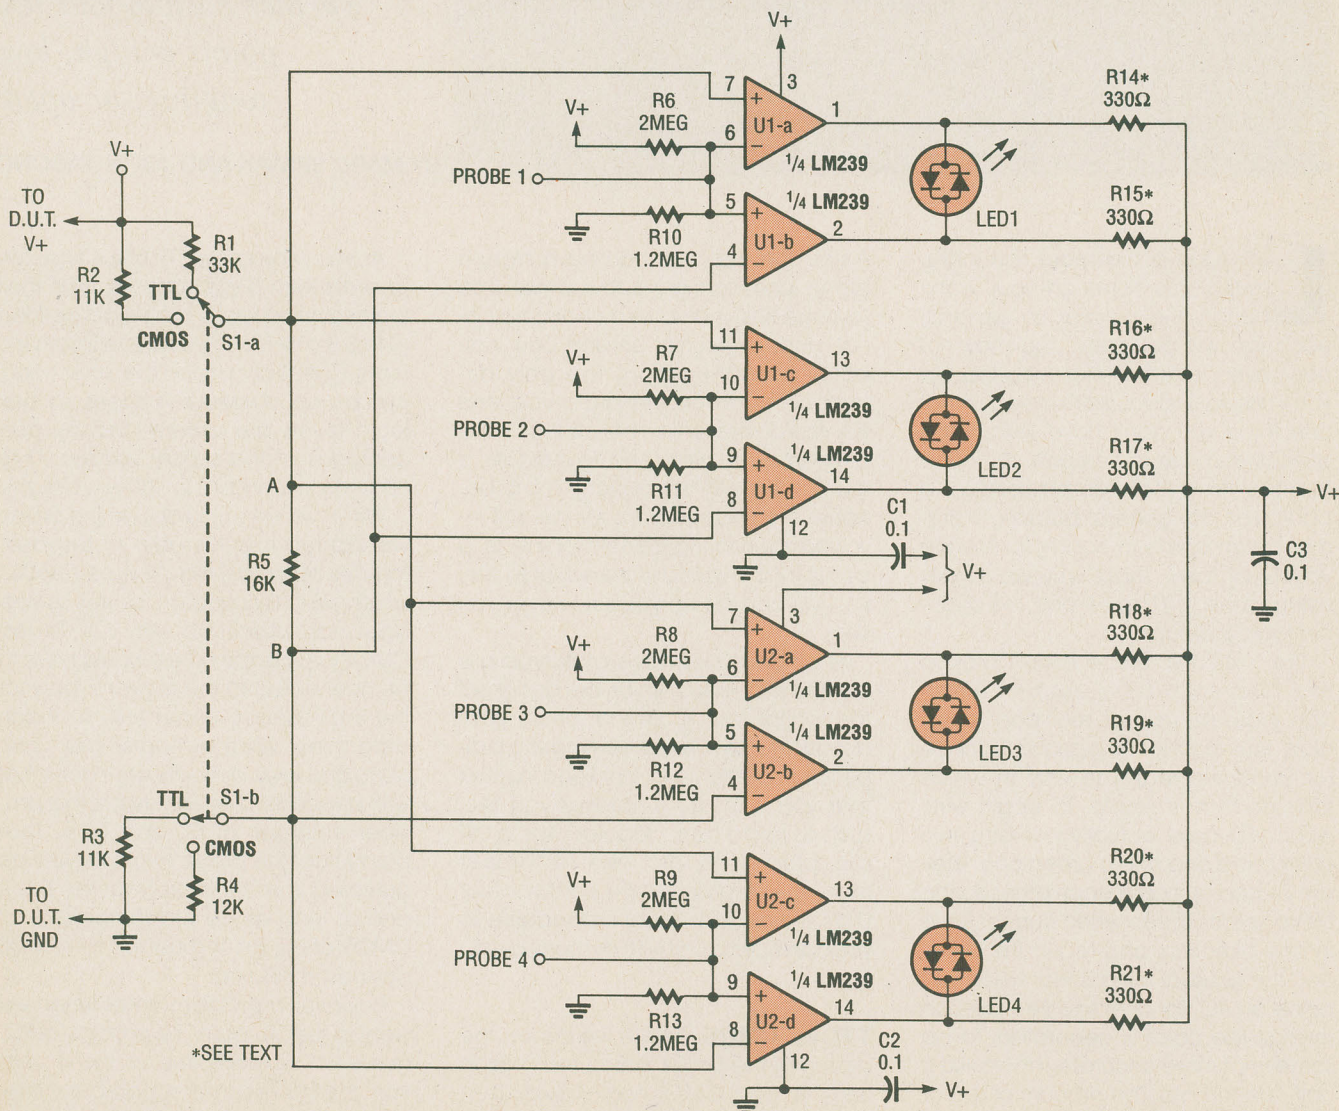 V+
TO
D.U.T.
V+
R1
33K
R2
11K
TTL
CMOS
S1-a
A
R5
16K
B
TTL
S1-b
R3
11K
CMOS
R4
12K
TO
D.U.T.
GND
*SEE TEXT
V+
3
7
+
U1-a
1
6
−
1/4 LM239
V+
R6
2MEG
PROBE 1
R10
1.2MEG
1/4 LM239
5
+
U1-b
2
4
−
LED1
R14*
330Ω
R15*
330Ω
11
+
U1-c
13
10
−
1/4 LM239
V+
R7
2MEG
PROBE 2
R11
1.2MEG
1/4 LM239
9
+
U1-d
14
8
−
12
C1
0.1
V+
LED2
R16*
330Ω
R17*
330Ω
V+
C3
0.1
3
7
+
U2-a
1
6
−
1/4 LM239
V+
R8
2MEG
PROBE 3
R12
1.2MEG
1/4 LM239
5
+
U2-b
2
4
−
LED3
R18*
330Ω
R19*
330Ω
11
+
U2-c
13
10
−
1/4 LM239
V+
R9
2MEG
PROBE 4
R13
1.2MEG
1/4 LM239
9
+
U2-d
14
8
−
12
C2
0.1
V+
LED4
R20*
330Ω
R21*
330Ω